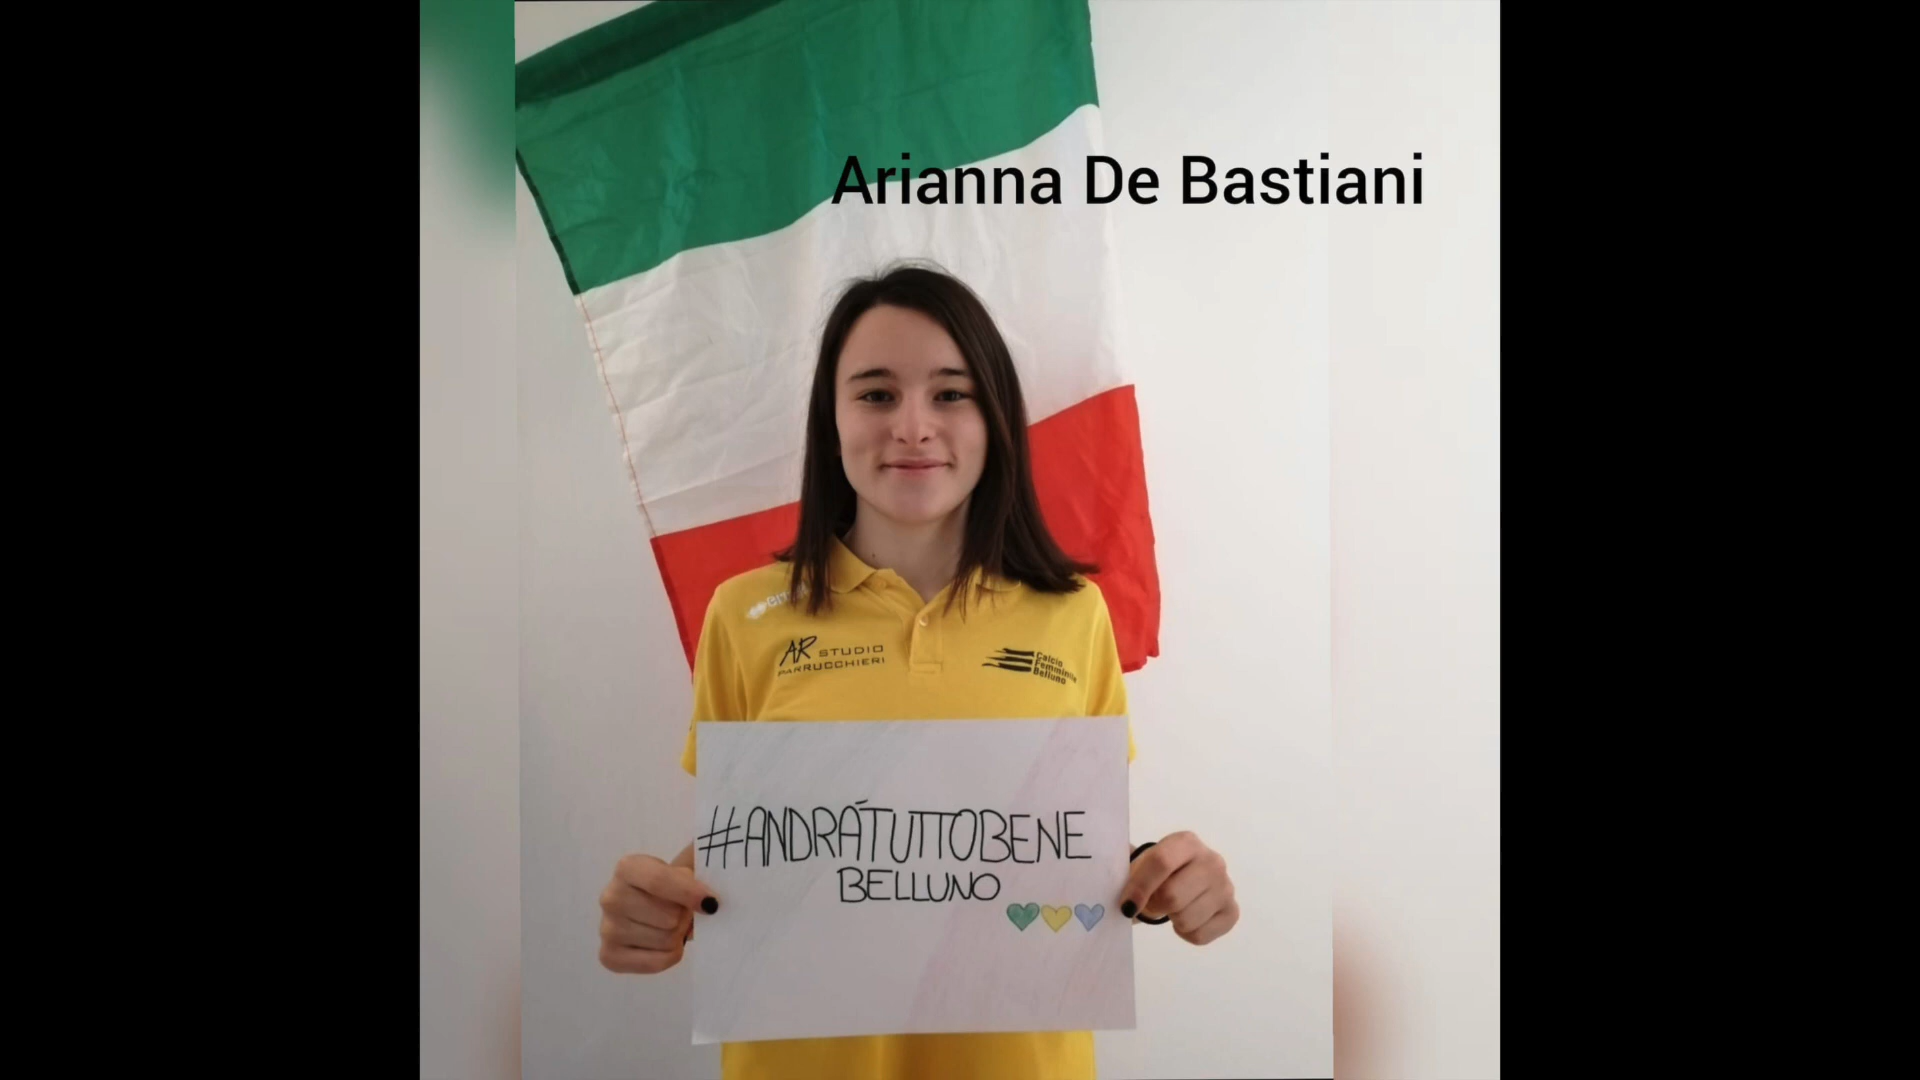 Arianna De Bastiani
AR STUDIO
PARRUCCHIERI
Calcio
Femminile
Belluno
#ANDRÁTUTTOBENE
BELLUNO